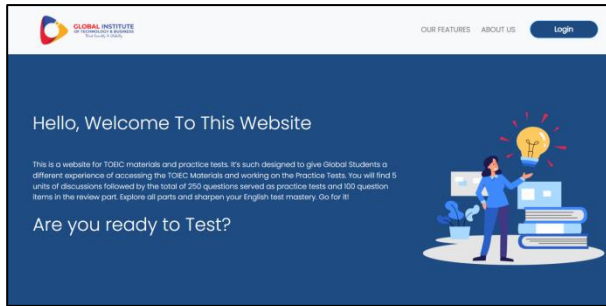 GLOBAL INSTITUTE
OF TECHNOLOGY & BUSINESS
OUR FEATURES ABOUT US Login
Hello, Welcome To This Website
This is a website for TOEIC materials and practice tests. It's such designed to give Global Students a
different experience of accessing the TOEIC Materials and working on the Practice Tests. You will find 5
units of discussions followed by the total of 250 questions served as practice tests and 100 question
items in the review part. Explore all parts and sharpen your English test mastery. Go for it!
Are you ready to Test?